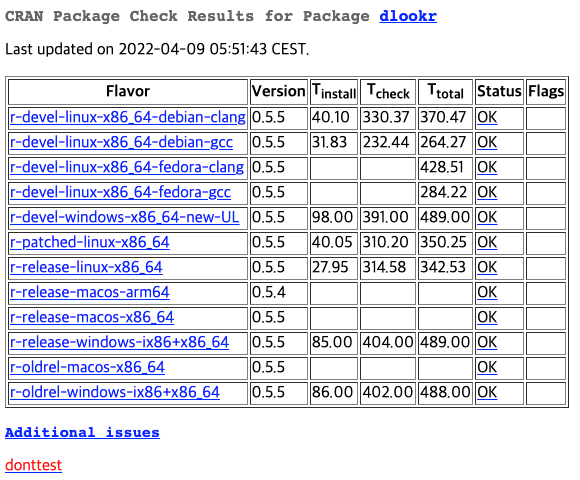 CRAN Package Check Results for Package dlookr
Last updated on 2022-04-09 05:51:43 CEST.
Flavor Version Tinstall Tcheck Ttotal Status Flags
r-devel-linux-x86_64-debian-clang 0.5.5 40.10 330.37 370.47 OK
r-devel-linux-x86_64-debian-gcc 0.5.5 31.83 232.44 264.27 OK
r-devel-linux-x86_64-fedora-clang 0.5.5 428.51 OK
r-devel-linux-x86_64-fedora-gcc 0.5.5 284.22 OK
r-devel-windows-x86_64-new-UL 0.5.5 98.00 391.00 489.00 OK
r-patched-linux-x86_64 0.5.5 40.05 310.20 350.25 OK
r-release-linux-x86_64 0.5.5 27.95 314.58 342.53 OK
r-release-macos-arm64 0.5.4 OK
r-release-macos-x86_64 0.5.5 OK
r-release-windows-ix86+x86_64 0.5.5 85.00 404.00 489.00 OK
r-oldrel-macos-x86_64 0.5.5 OK
r-oldrel-windows-ix86+x86_64 0.5.5 86.00 402.00 488.00 OK
Additional issues
donttest